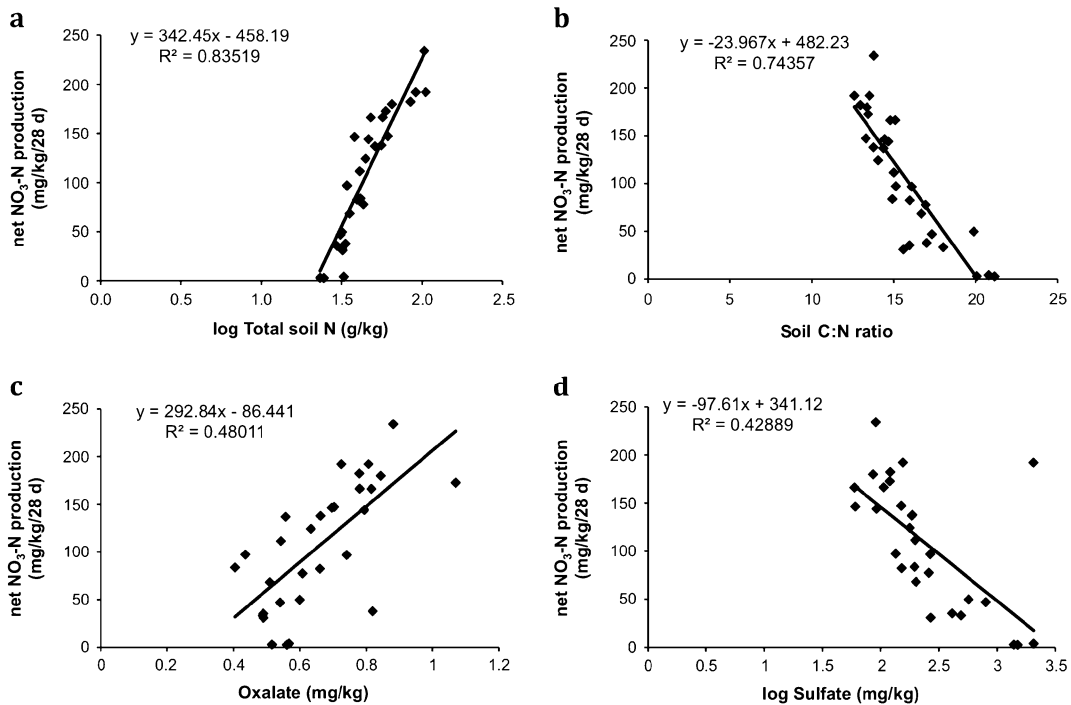 a
y = 342.45x - 458.19
R² = 0.83519
net NO₃-N production
(mg/kg/28 d)
250
200
150
100
50
0
0.0 0.5 1.0 1.5 2.0 2.5
log Total soil N (g/kg)
b
y = -23.967x + 482.23
R² = 0.74357
net NO₃-N production
(mg/kg/28 d)
250
200
150
100
50
0
0 5 10 15 20 25
Soil C:N ratio
c
y = 292.84x - 86.441
R² = 0.48011
net NO₃-N production
(mg/kg/28 d)
250
200
150
100
50
0
0 0.2 0.4 0.6 0.8 1 1.2
Oxalate (mg/kg)
d
y = -97.61x + 341.12
R² = 0.42889
net NO₃-N production
(mg/kg/28 d)
250
200
150
100
50
0
0 0.5 1 1.5 2 2.5 3 3.5
log Sulfate (mg/kg)